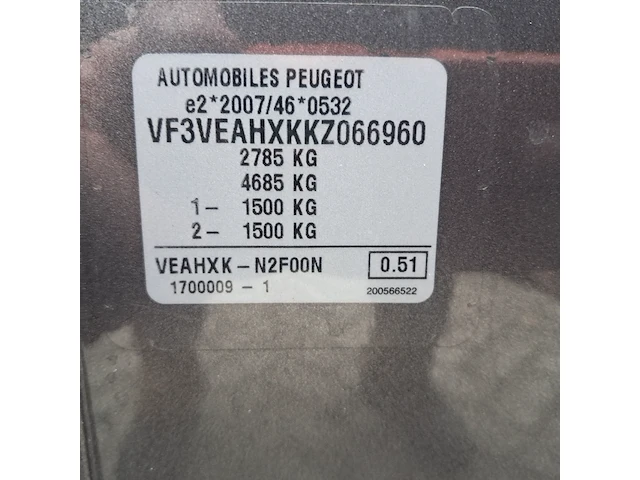 AUTOMOBILES PEUGEOT
e2*2007/46*0532
VF3VEAHXKKZ066960
2785 KG
4685 KG
1- 1500 KG
2- 1500 KG
VEAHXK-N2F00N 0.51
1700009 - 1 200566522